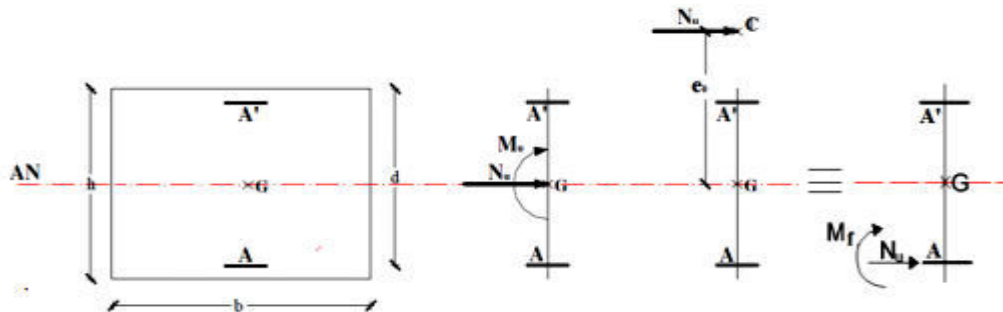 Nᵤ C
e₀
A' A' A' A'
Mᵤ
AN h G d Nᵤ G G G
A A A Mf Nᵤ A
b